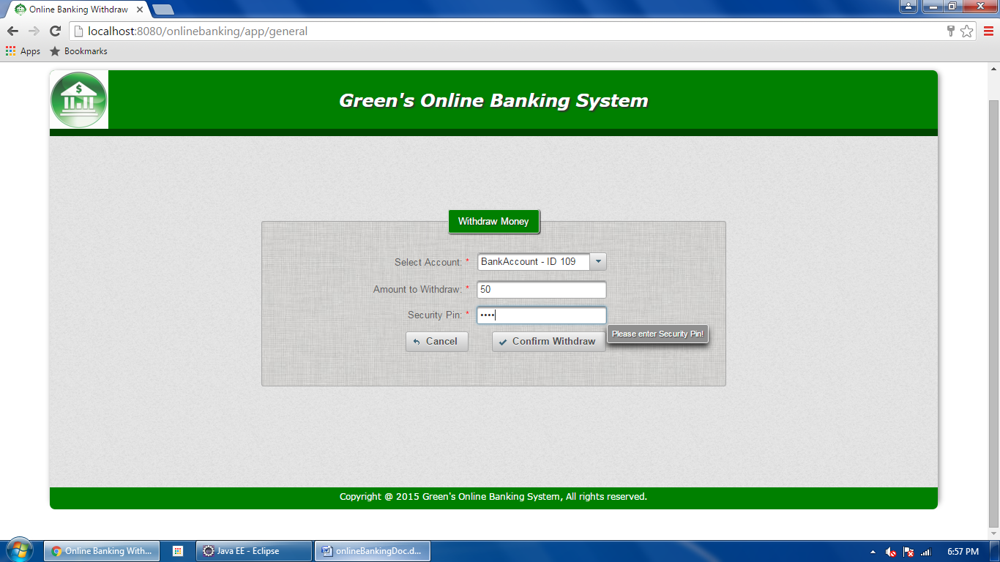 Online Banking Withdraw
localhost:8080/onlinebanking/app/general
Apps Bookmarks
$
Green's Online Banking System
Withdraw Money
Select Account: * BankAccount - ID 109
Amount to Withdraw: * 50
Security Pin: * ••••
Please enter Security Pin!
Cancel Confirm Withdraw
Copyright @ 2015 Green's Online Banking System, All rights reserved.
Online Banking With... Java EE - Eclipse onlineBankingDoc.d... 6:57 PM